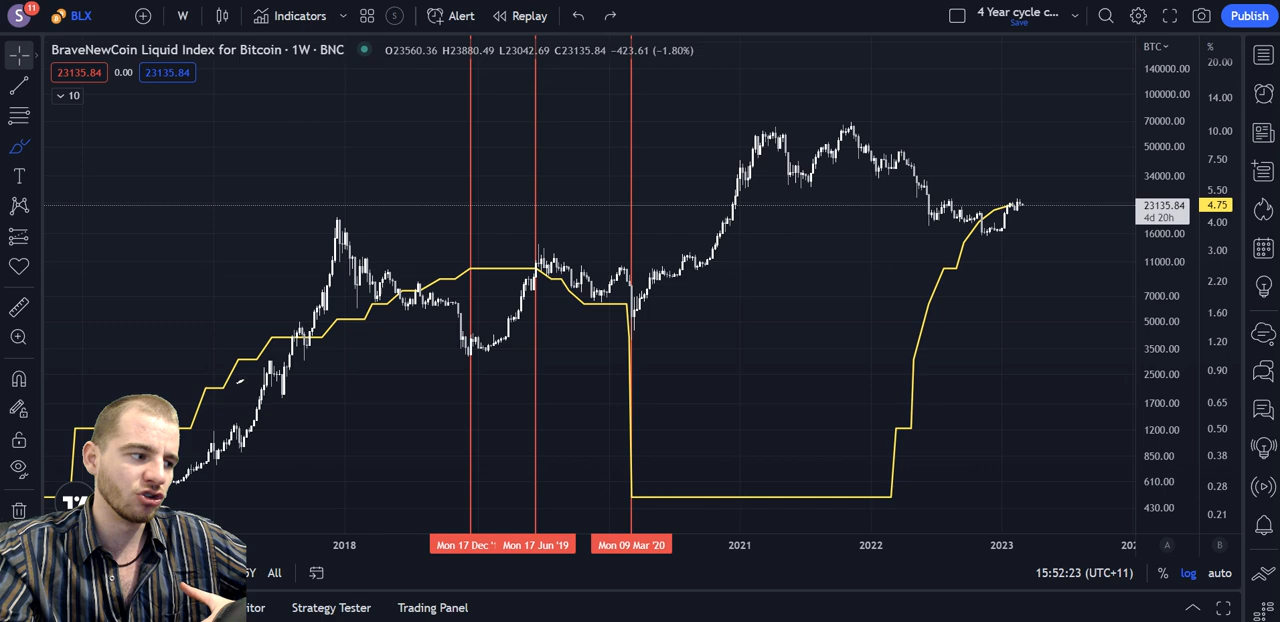 S
11
BLX
W
Indicators
S
Alert
Replay
4 Year cycle c...
Save
Publish
BraveNewCoin Liquid Index for Bitcoin · 1W · BNC
O23560.36 H23880.49 L23042.69 C23135.84 −423.61 (−1.80%)
23135.84 0.00 23135.84
10
BTC
%
140000.00
100000.00
70000.00
50000.00
34000.00
23135.84
4d 20h
16000.00
11000.00
7000.00
5000.00
3500.00
2500.00
1700.00
1200.00
850.00
610.00
430.00
20.00
14.00
10.00
7.50
5.50
4.75
4.00
3.00
2.20
1.60
1.20
0.90
0.65
0.50
0.38
0.28
0.21
2018
Mon 17 Dec '
Mon 17 Jun '19
Mon 09 Mar '20
2021
2022
2023
A
B
5Y
All
15:52:23 (UTC+11)
%
log
auto
itor
Strategy Tester
Trading Panel